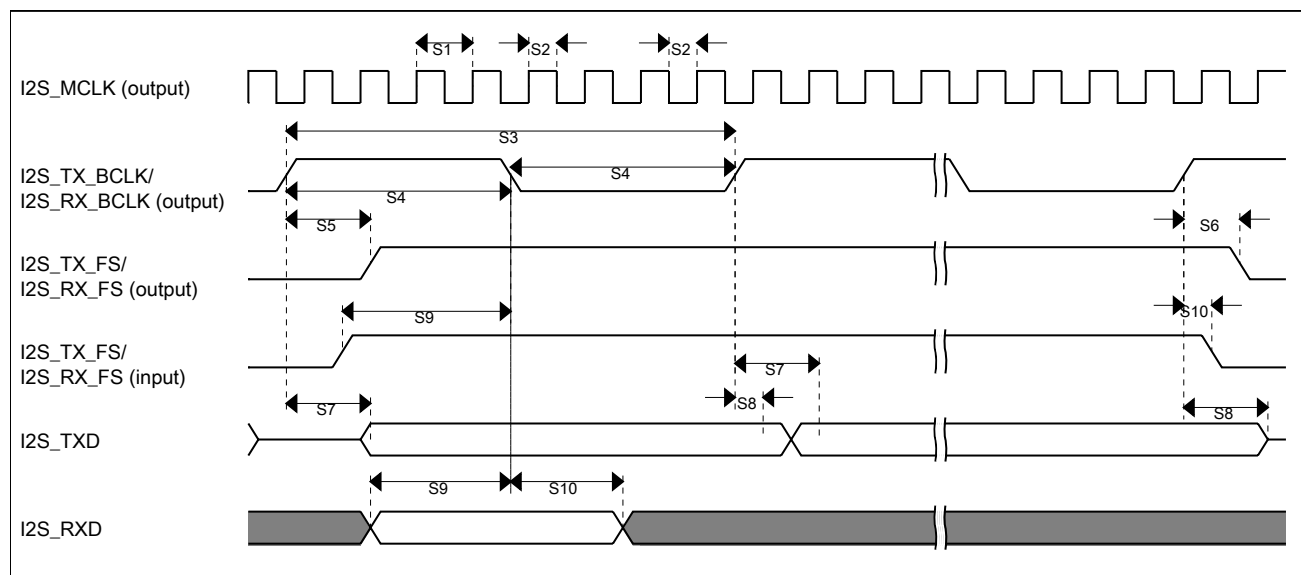 S1 S2 S2
I2S_MCLK (output)
S3
I2S_TX_BCLK/
I2S_RX_BCLK (output)
S4
S4
S5
S6
I2S_TX_FS/
I2S_RX_FS (output)
S9
S10
I2S_TX_FS/
I2S_RX_FS (input)
S7
S7
S8
S8
I2S_TXD
S9
S10
I2S_RXD